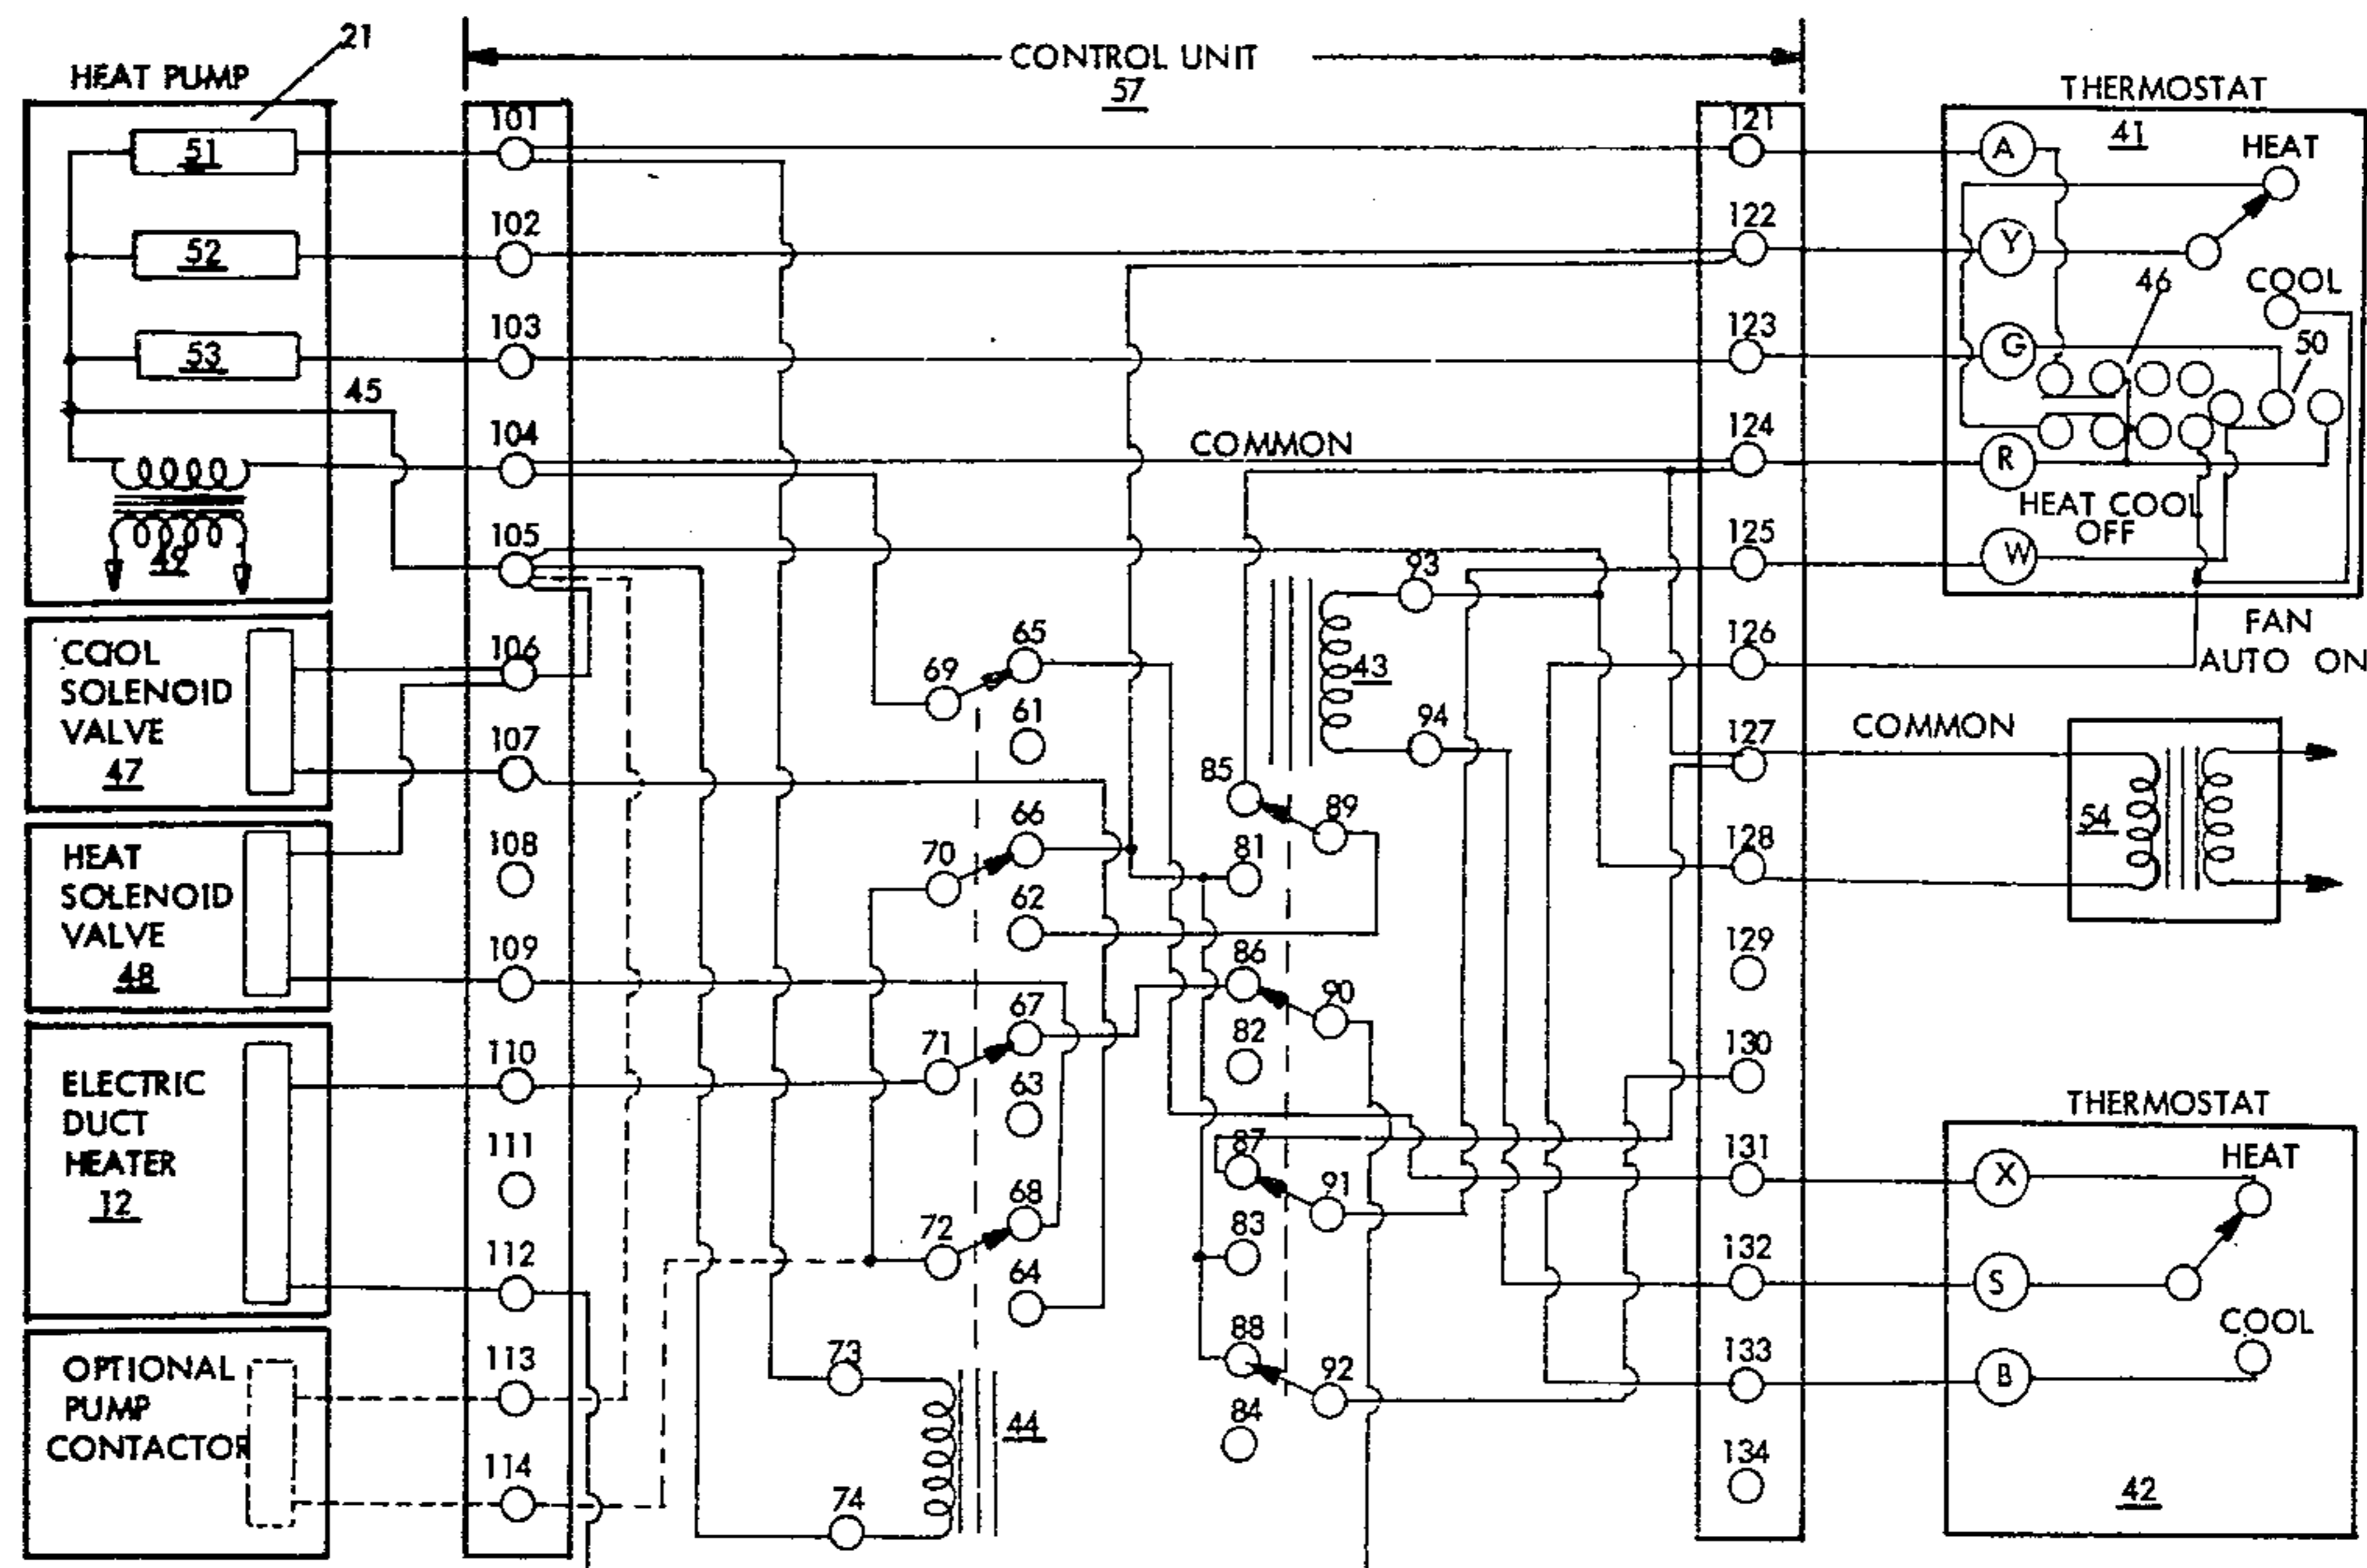 21
HEAT PUMP
CONTROL UNIT
57
THERMOSTAT
41
51
52
53
45
49
101
102
103
104
105
106
107
108
109
110
111
112
113
114
COOL
SOLENOID
VALVE
47
HEAT
SOLENOID
VALVE
48
ELECTRIC
DUCT
HEATER
12
OPTIONAL
PUMP
CONTACTOR
COMMON
69
65
61
70
66
62
71
67
63
72
68
64
73
74
44
93
43
94
85
89
81
86
90
82
87
91
83
88
92
84
121
122
123
124
125
126
127
128
129
130
131
132
133
134
A
HEAT
Y
COOL
46
G
50
R
HEAT COOL
OFF
W
FAN
AUTO ON
COMMON
54
THERMOSTAT
X
HEAT
S
COOL
B
42